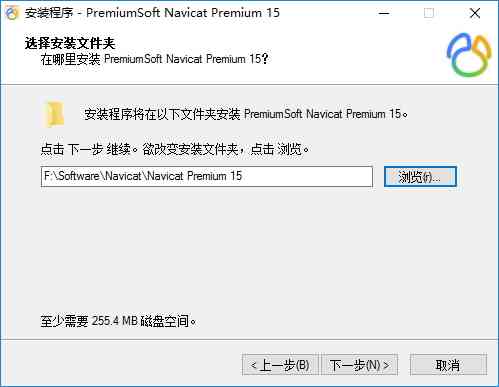 安装程序 - PremiumSoft Navicat Premium 15
选择安装文件夹
在哪里安装 PremiumSoft Navicat Premium 15?
安装程序将在以下文件夹安装 PremiumSoft Navicat Premium 15。
点击 下一步 继续。欲改变安装文件夹，点击 浏览。
F:\Software\Navicat\Navicat Premium 15
浏览(r)...
至少需要 255.4 MB 磁盘空间。
< 上一步(B)
下一步(N) >
取消